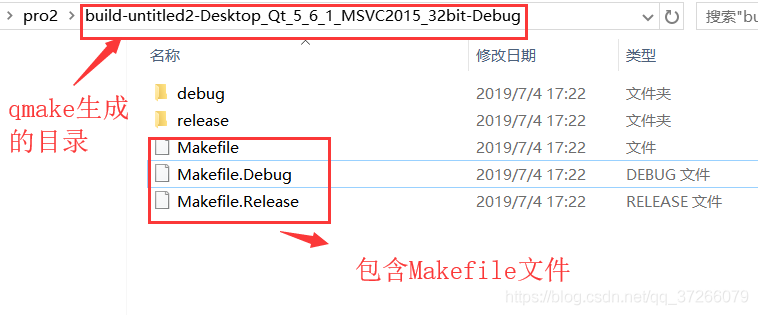 pro2 > build-untitled2-Desktop_Qt_5_6_1_MSVC2015_32bit-Debug
搜索"bu
名称 修改日期 类型
debug 2019/7/4 17:22 文件夹
release 2019/7/4 17:22 文件夹
Makefile 2019/7/4 17:22 文件
Makefile.Debug 2019/7/4 17:22 DEBUG 文件
Makefile.Release 2019/7/4 17:22 RELEASE 文件
qmake生成
的目录
包含Makefile文件
https://blog.csdn.net/qq_37266079